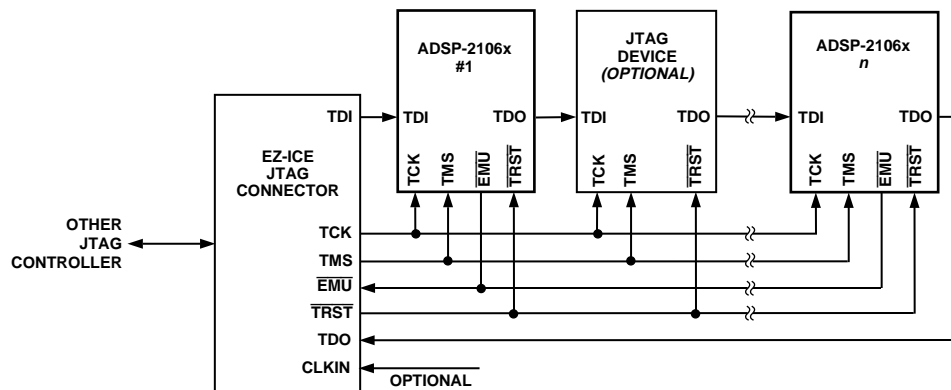 ADSP-2106x
#1
TDI
TDO
TCK
TMS
EMU
TRST
JTAG
DEVICE
(OPTIONAL)
TDI
TDO
TCK
TMS
TRST
ADSP-2106x
n
TDI
TDO
TCK
TMS
EMU
TRST
EZ-ICE
JTAG
CONNECTOR
TDI
TCK
TMS
EMU
TRST
TDO
CLKIN
OPTIONAL
OTHER
JTAG
CONTROLLER